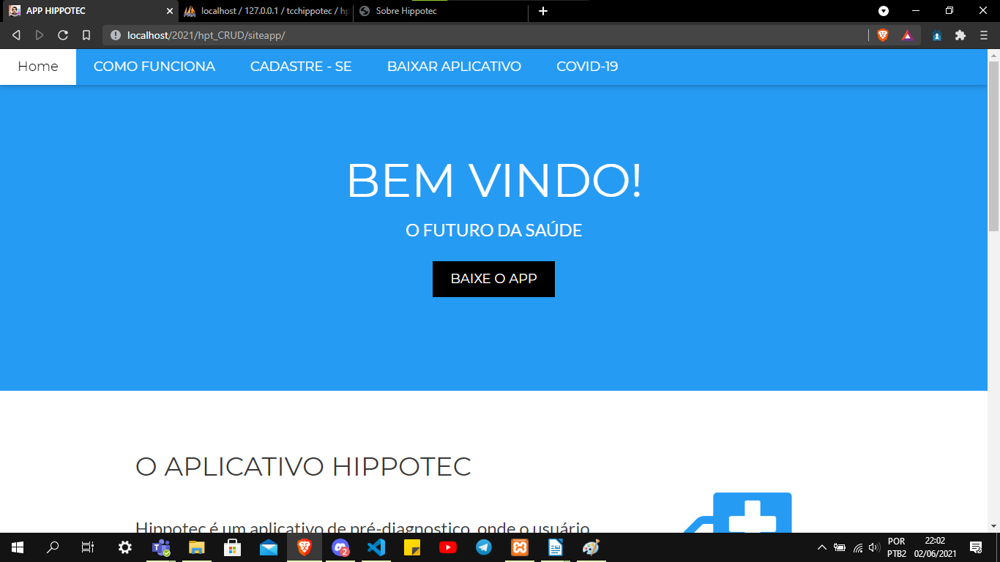 APP HIPPOTEC
localhost / 127.0.0.1 / tcchippotec / hp
Sobre Hippotec
localhost/2021/hpt_CRUD/siteapp/
Home
COMO FUNCIONA
CADASTRE - SE
BAIXAR APLICATIVO
COVID-19
BEM VINDO!
O FUTURO DA SAÚDE
BAIXE O APP
O APLICATIVO HIPPOTEC
Hippotec é um aplicativo de pré-diagnostico, onde o usuário
2
POR
PTB2
22:02
02/06/2021